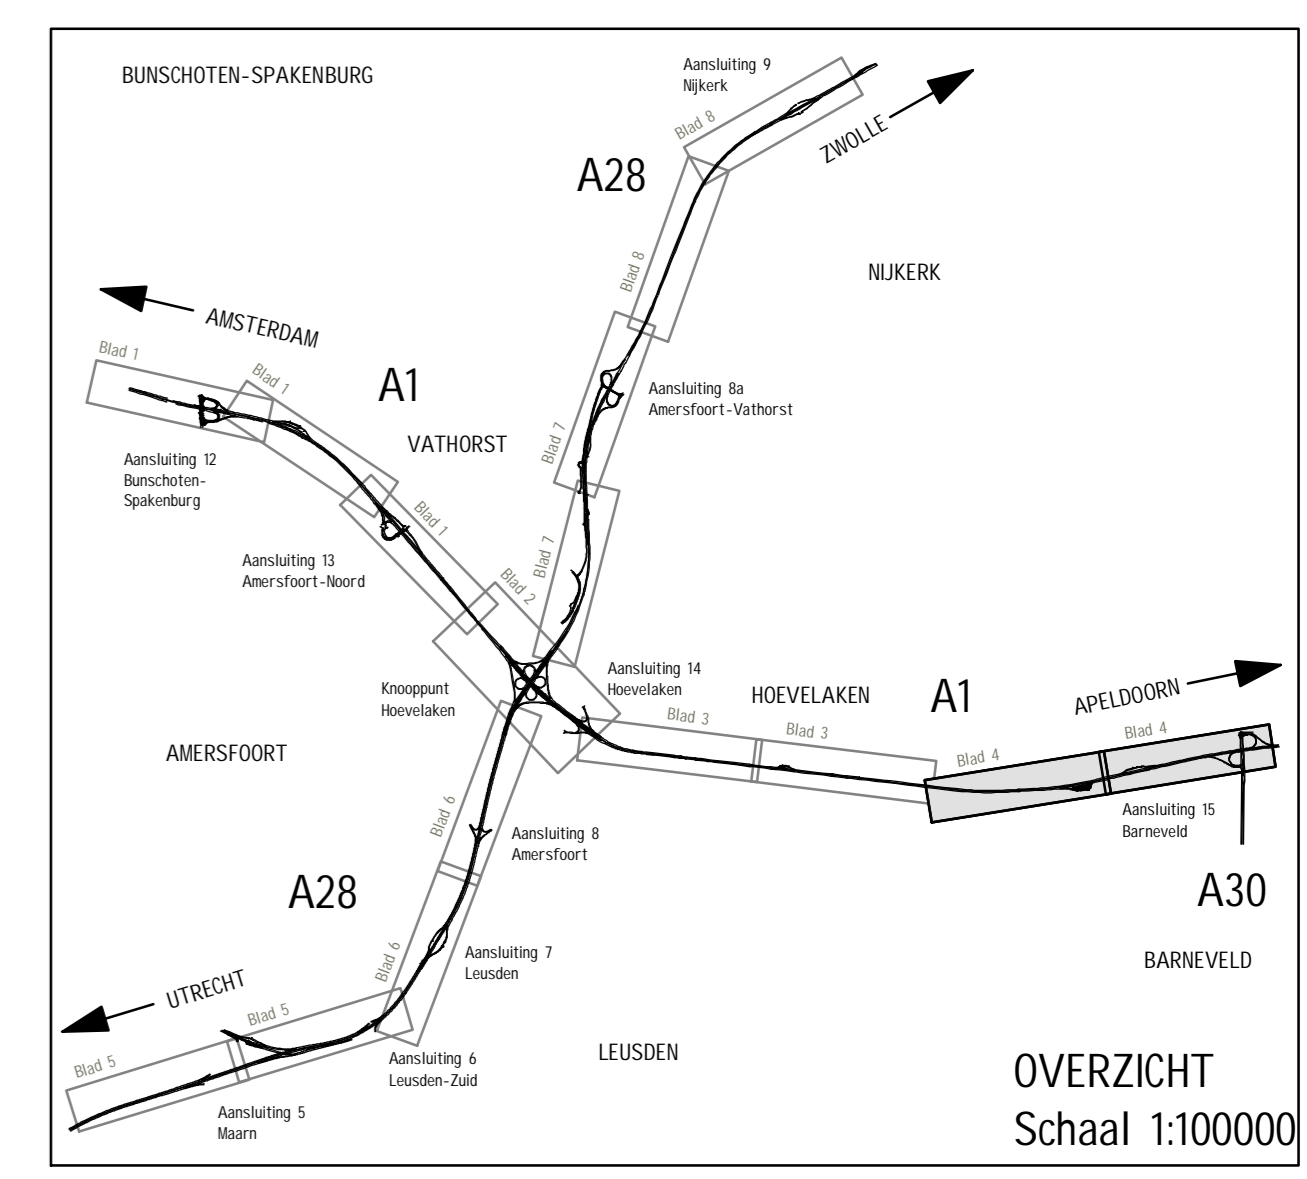 BUNSCHOTEN-SPAKENBURG
Aansluiting 9
Nijkerk
Blad 8
ZWOLLE
A28
Blad 8
NIJKERK
AMSTERDAM
Blad 1
Blad 1
A1
VATHORST
Aansluiting 8a
Amersfoort-Vathorst
Blad 7
Aansluiting 12
Bunschoten-
Spakenburg
Blad 1
Aansluiting 13
Amersfoort-Noord
Blad 2
Blad 7
Knooppunt
Hoevelaken
Aansluiting 14
Hoevelaken
HOEVELAKEN
A1
APELDOORN
Blad 3
Blad 3
Blad 4
Blad 4
AMERSFOORT
Aansluiting 15
Barneveld
Blad 6
Aansluiting 8
Amersfoort
A28
A30
Blad 6
Aansluiting 7
Leusden
BARNEVELD
UTRECHT
Blad 5
Blad 5
Aansluiting 6
Leusden-Zuid
LEUSDEN
Aansluiting 5
Maarn
OVERZICHT
Schaal 1:100000